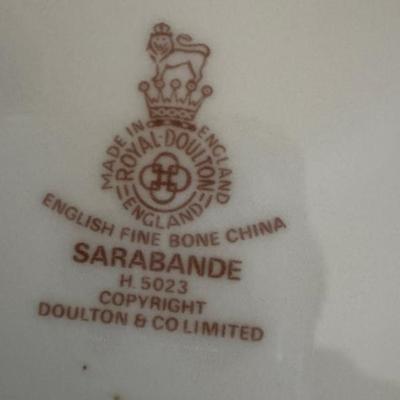 MADE IN ENGLAND
ROYAL·DOULTON
ENGLAND
ENGLISH FINE BONE CHINA
SARABANDE
H. 5023
COPYRIGHT
DOULTON & CO LIMITED